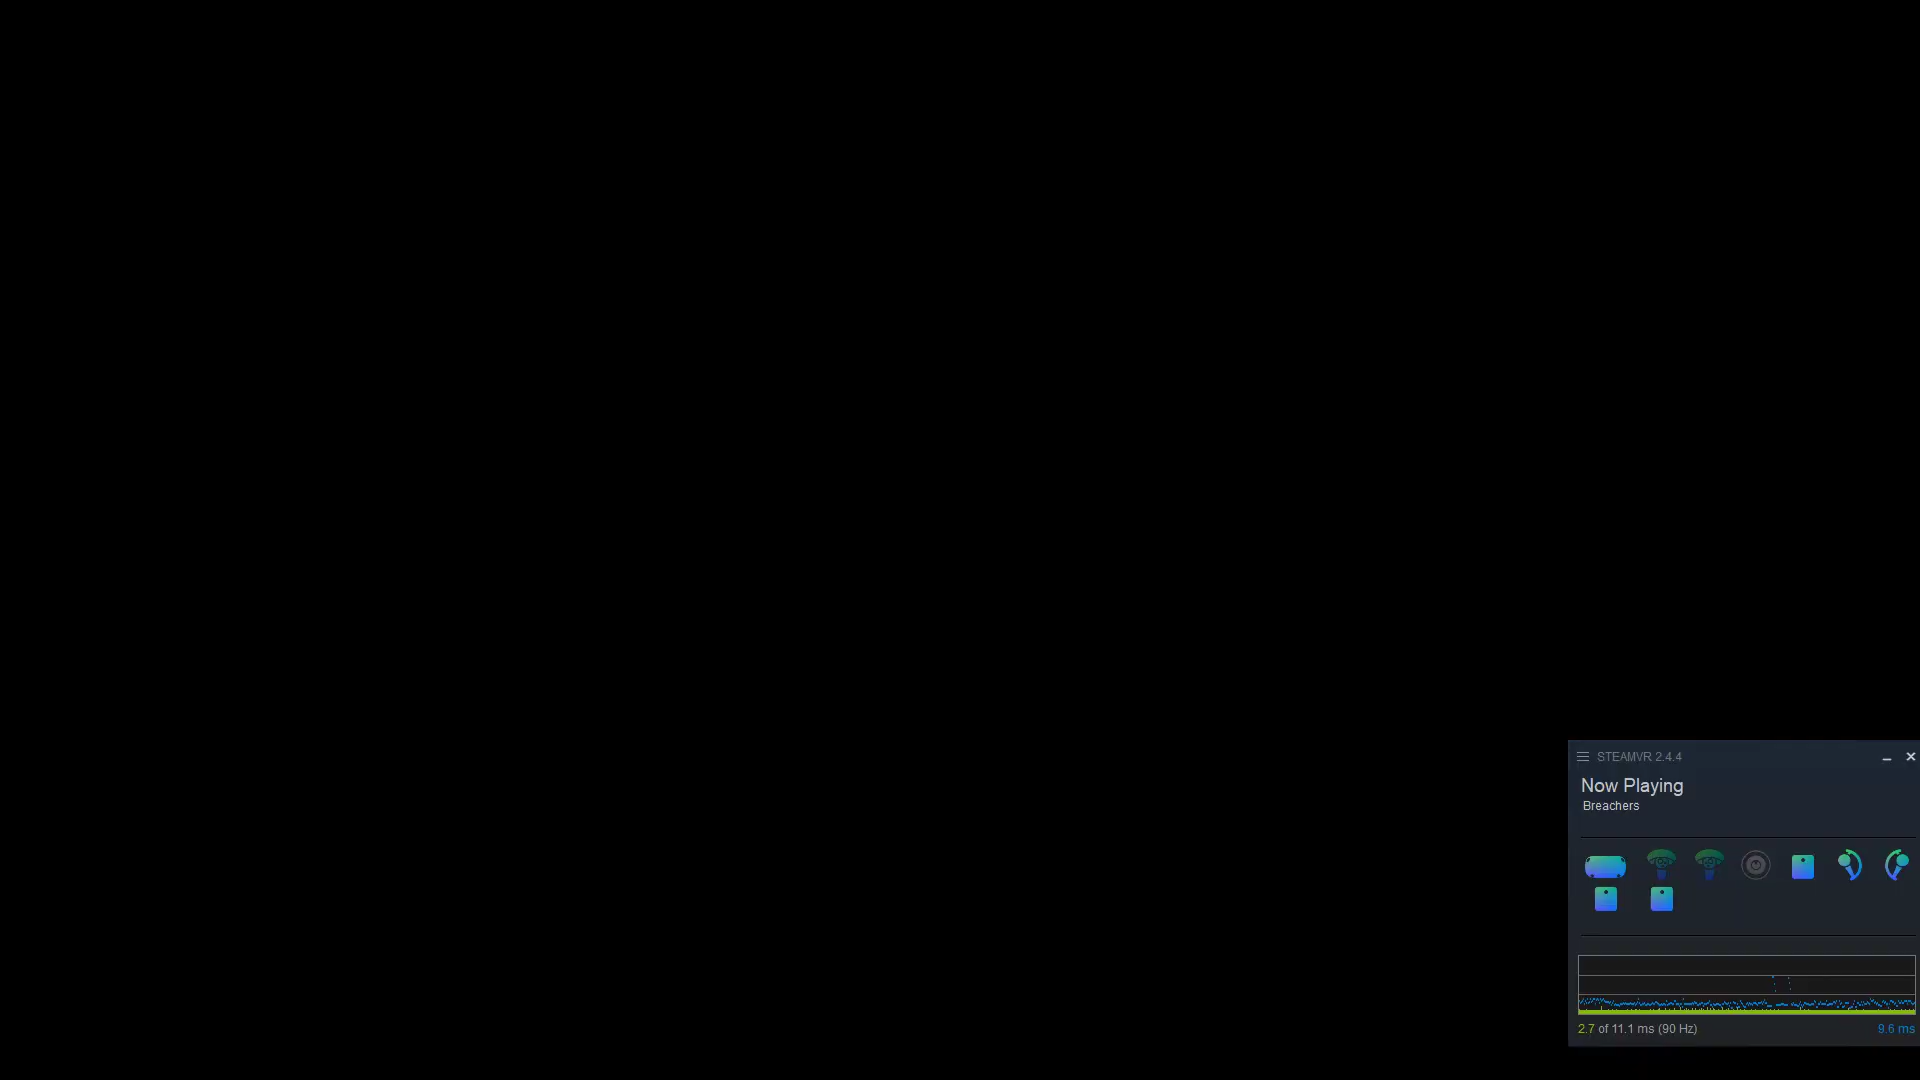 STEAMVR 2.4.4
Now Playing
Breachers
2.7 of 11.1 ms (90 Hz)
9.6 ms